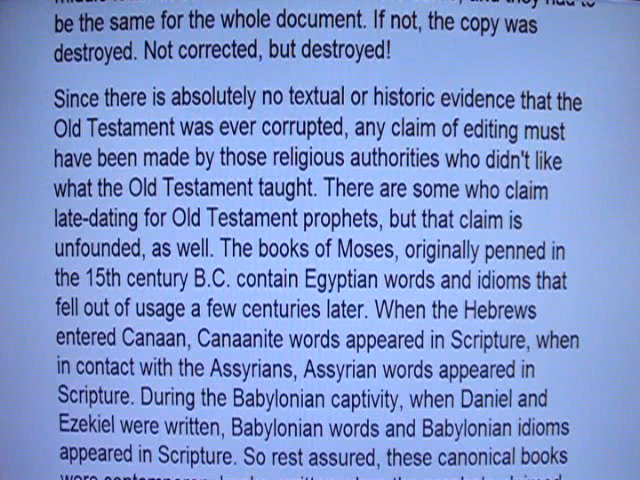 be the same for the whole document. If not, the copy was
destroyed. Not corrected, but destroyed!
Since there is absolutely no textual or historic evidence that the
Old Testament was ever corrupted, any claim of editing must
have been made by those religious authorities who didn't like
what the Old Testament taught. There are some who claim
late-dating for Old Testament prophets, but that claim is
unfounded, as well. The books of Moses, originally penned in
the 15th century B.C. contain Egyptian words and idioms that
fell out of usage a few centuries later. When the Hebrews
entered Canaan, Canaanite words appeared in Scripture, when
in contact with the Assyrians, Assyrian words appeared in
Scripture. During the Babylonian captivity, when Daniel and
Ezekiel were written, Babylonian words and Babylonian idioms
appeared in Scripture. So rest assured, these canonical books